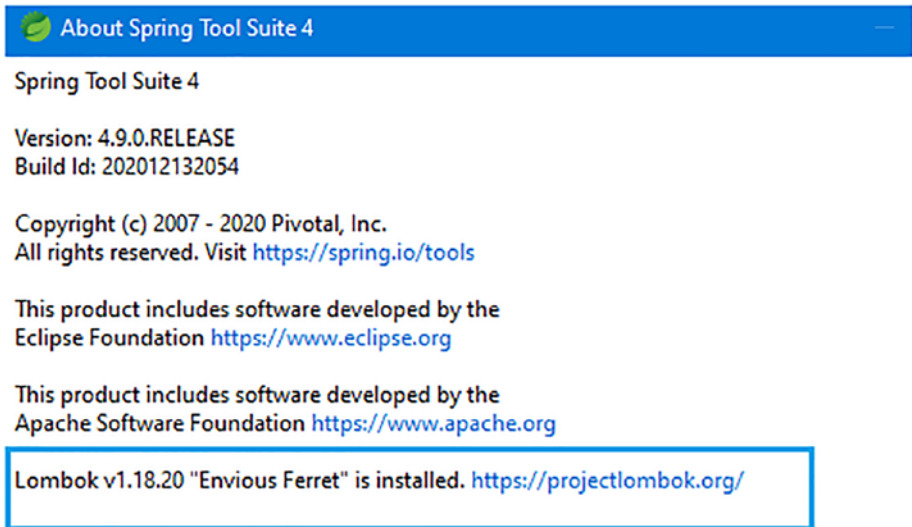 About Spring Tool Suite 4
Spring Tool Suite 4
Version: 4.9.0.RELEASE
Build Id: 202012132054
Copyright (c) 2007 - 2020 Pivotal, Inc.
All rights reserved. Visit https://spring.io/tools
This product includes software developed by the
Eclipse Foundation https://www.eclipse.org
This product includes software developed by the
Apache Software Foundation https://www.apache.org
Lombok v1.18.20 "Envious Ferret" is installed. https://projectlombok.org/